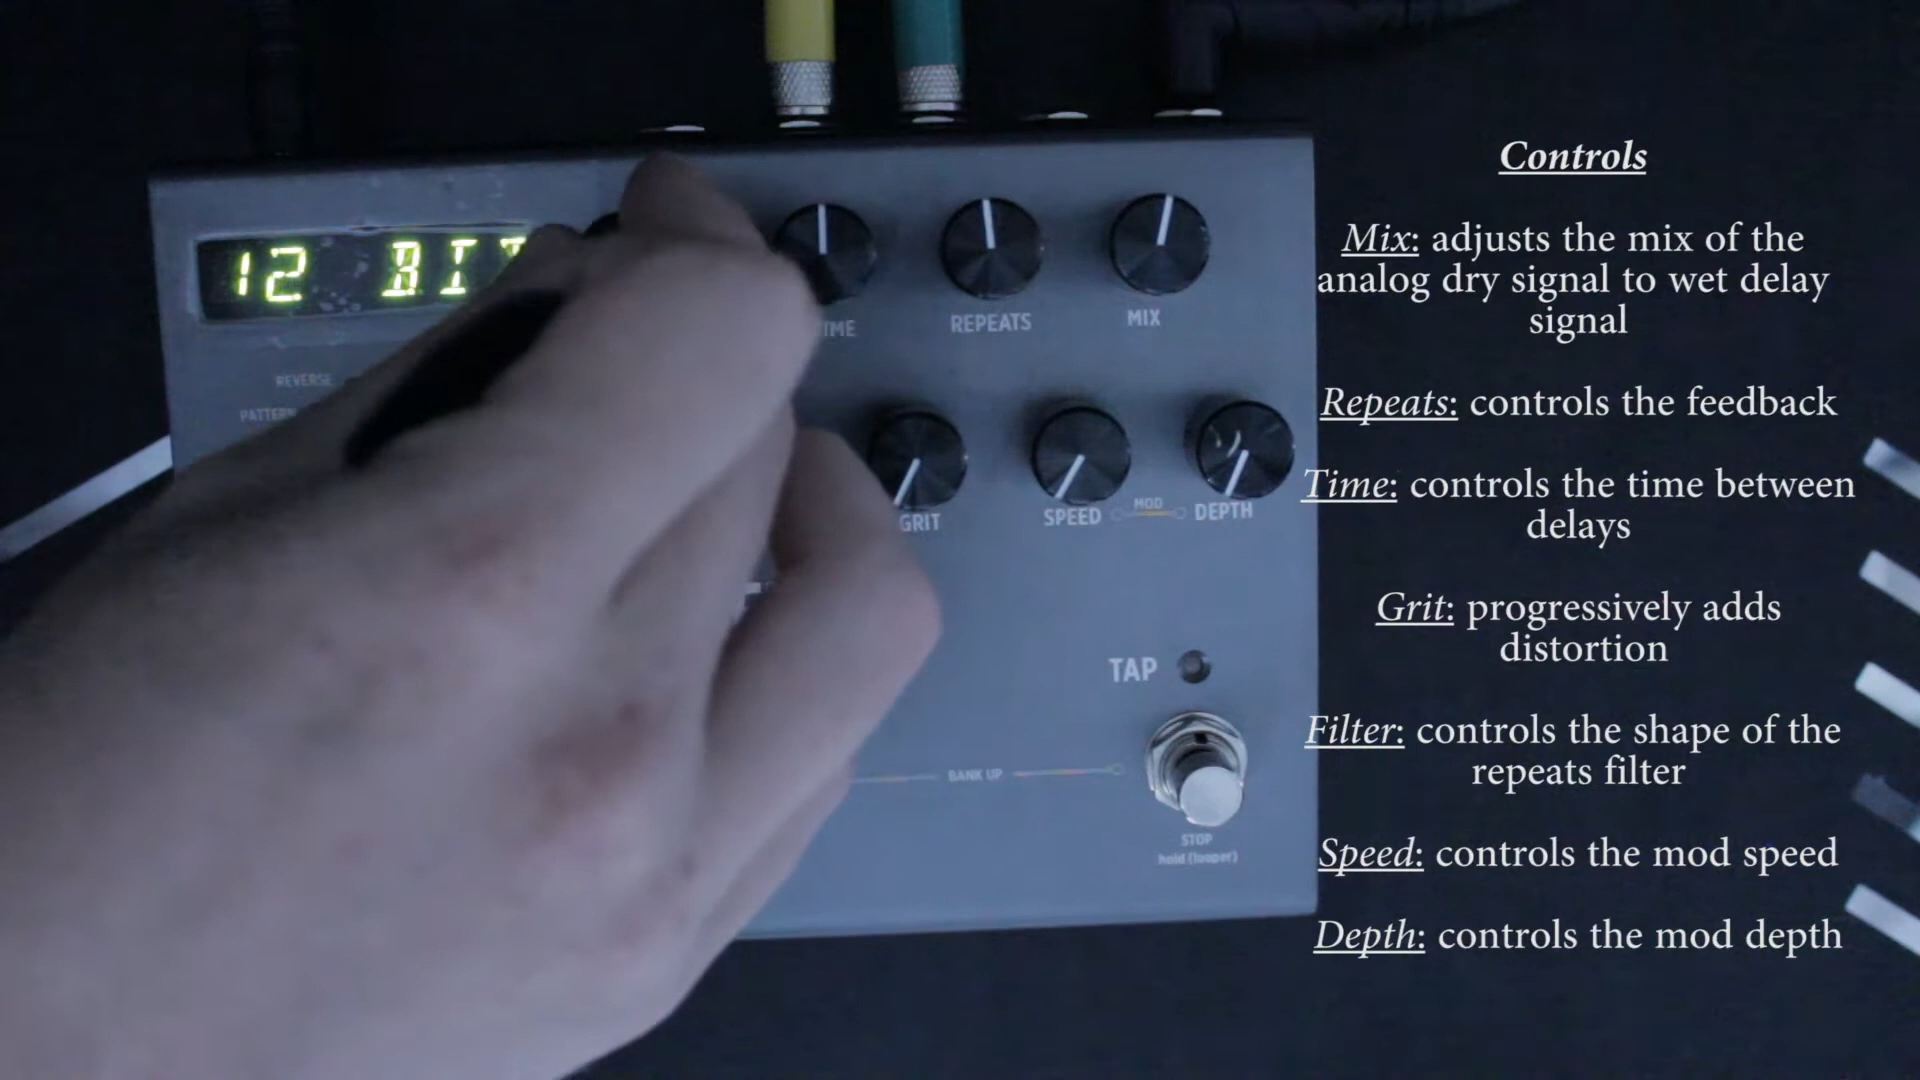 Controls
Mix: adjusts the mix of the
analog dry signal to wet delay
signal
Repeats: controls the feedback
Time: controls the time between
delays
Grit: progressively adds
distortion
Filter: controls the shape of the
repeats filter
Speed: controls the mod speed
Depth: controls the mod depth
12 BIT
REPEATS
MIX
REVERSE
GRIT
SPEED
MOD
DEPTH
TAP
BANK UP
STOP
hold (looper)